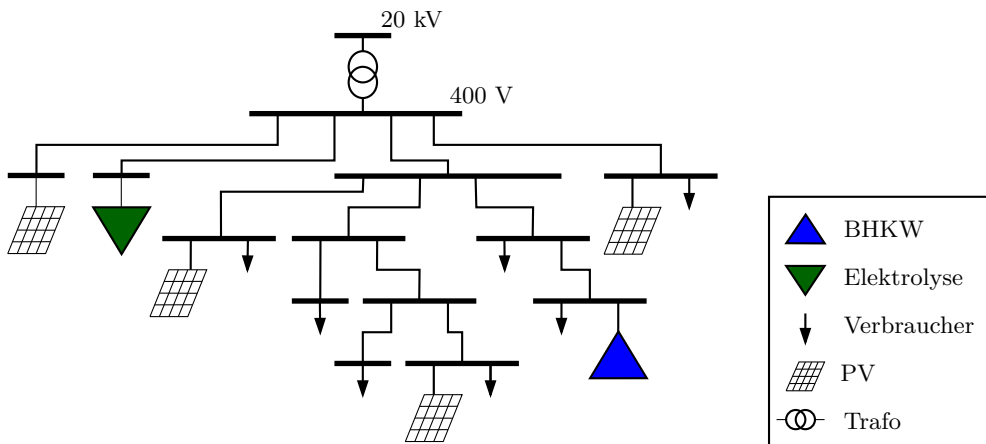 20 kV
400 V
BHKW
Elektrolyse
Verbraucher
PV
Trafo